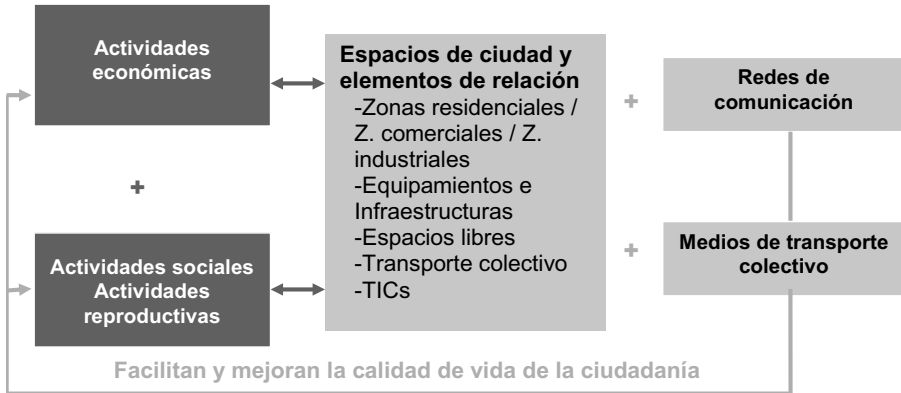 Actividades
económicas
+
Actividades sociales
Actividades
reproductivas
Espacios de ciudad y
elementos de relación
-Zonas residenciales /
Z. comerciales / Z.
industriales
-Equipamientos e
Infraestructuras
-Espacios libres
-Transporte colectivo
-TICs
+
Redes de
comunicación
+
Medios de transporte
colectivo
Facilitan y mejoran la calidad de vida de la ciudadanía